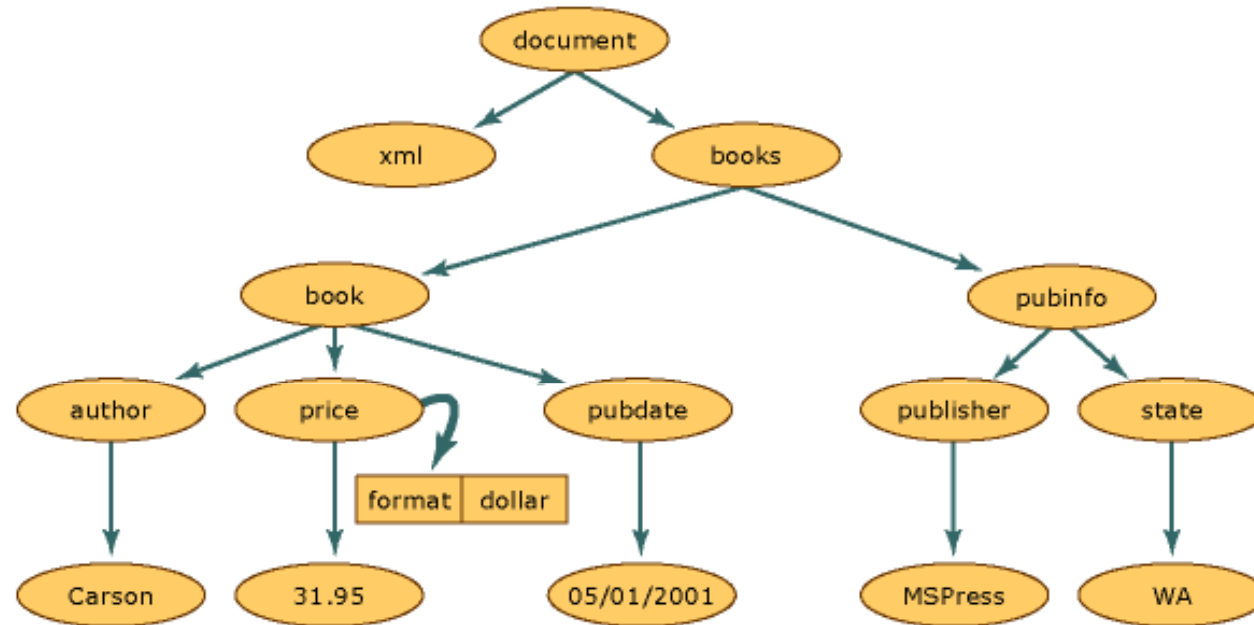 document
xml
books
book
pubinfo
author
price
pubdate
publisher
state
format
dollar
Carson
31.95
05/01/2001
MSPress
WA